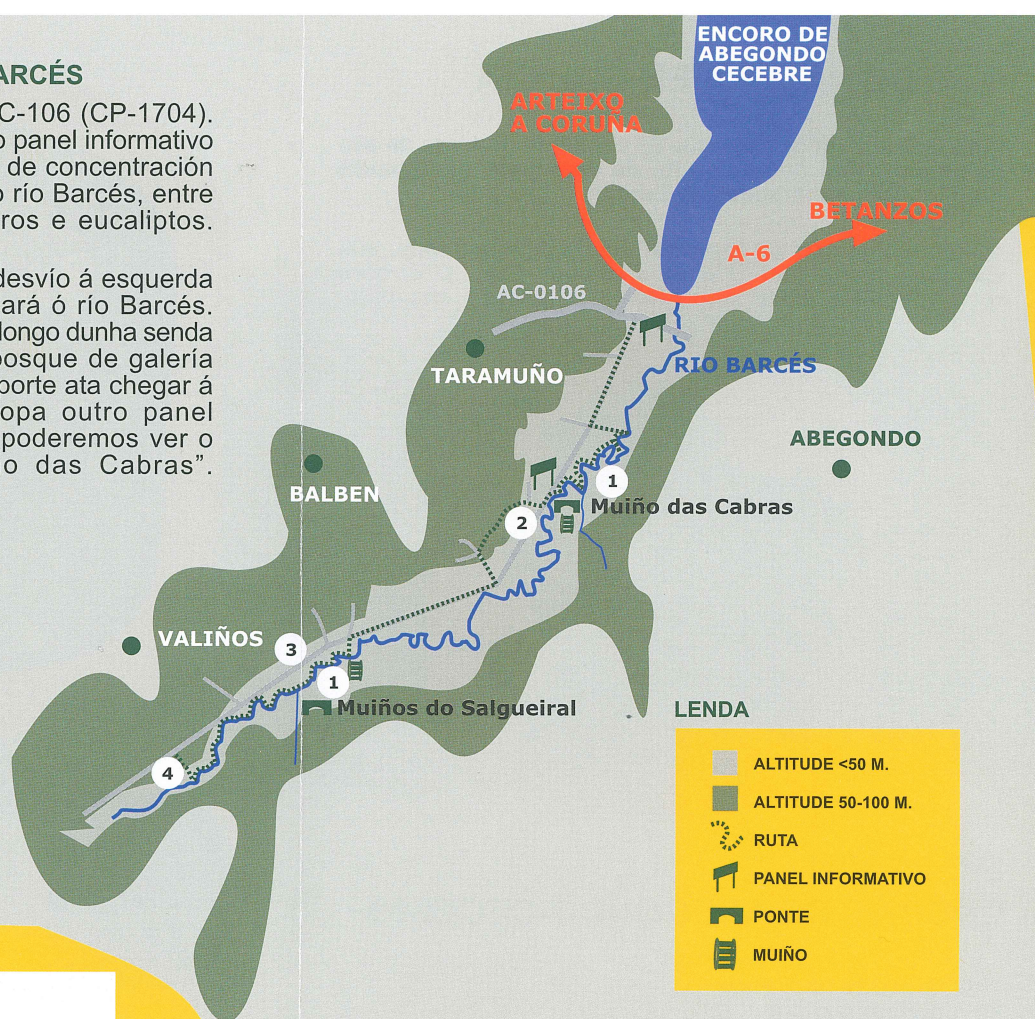 ARCÉS
C-106 (CP-1704).
o panel informativo
de concentración
o río Barcés, entre
ros e eucaliptos.
desvío á esquerda
ará ó río Barcés.
longo dunha senda
bosque de galería
porte ata chegar á
opa outro panel
poderemos ver o
o das Cabras”.
ENCORO DE
ABEGONDO
CECEBRE
ARTEIXO
A CORUÑA
BETANZOS
A-6
AC-0106
TARAMUÑO
RIO BARCÉS
ABEGONDO
BALBEN
1
Muiño das Cabras
2
VALIÑOS
3
1
Muiños do Salgueiral
4
LENDA
ALTITUDE <50 M.
ALTITUDE 50-100 M.
RUTA
PANEL INFORMATIVO
PONTE
MUIÑO